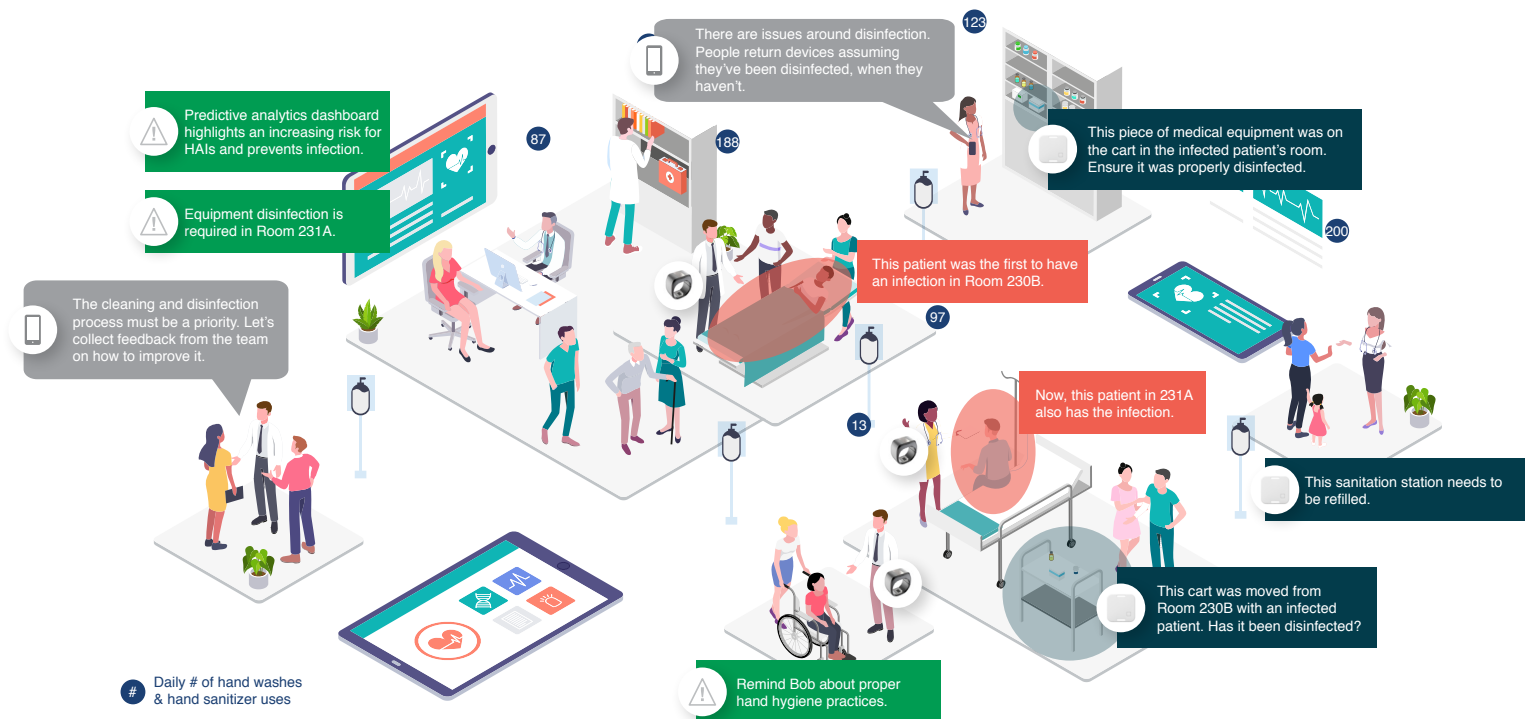 123
There are issues around disinfection.
People return devices assuming
they've been disinfected, when they
haven't.
Predictive analytics dashboard
highlights an increasing risk for
HAIs and prevents infection.
87
188
This piece of medical equipment was on
the cart in the infected patient's room.
Ensure it was properly disinfected.
Equipment disinfection is
required in Room 231A.
200
This patient was the first to have
an infection in Room 230B.
The cleaning and disinfection
process must be a priority. Let's
collect feedback from the team
on how to improve it.
97
Now, this patient in 231A
also has the infection.
13
This sanitation station needs to
be refilled.
This cart was moved from
Room 230B with an infected
patient. Has it been disinfected?
# Daily # of hand washes
& hand sanitizer uses
Remind Bob about proper
hand hygiene practices.